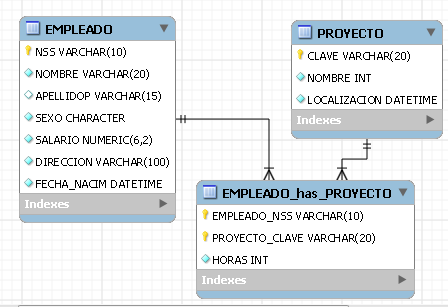 EMPLEADO
NSS VARCHAR(10)
NOMBRE VARCHAR(20)
APELLIDOP VARCHAR(15)
SEXO CHARACTER
SALARIO NUMERIC(6,2)
DIRECCION VARCHAR(100)
FECHA_NACIM DATETIME
Indexes
PROYECTO
CLAVE VARCHAR(20)
NOMBRE INT
LOCALIZACION DATETIME
Indexes
EMPLEADO_has_PROYECTO
EMPLEADO_NSS VARCHAR(10)
PROYECTO_CLAVE VARCHAR(20)
HORAS INT
Indexes